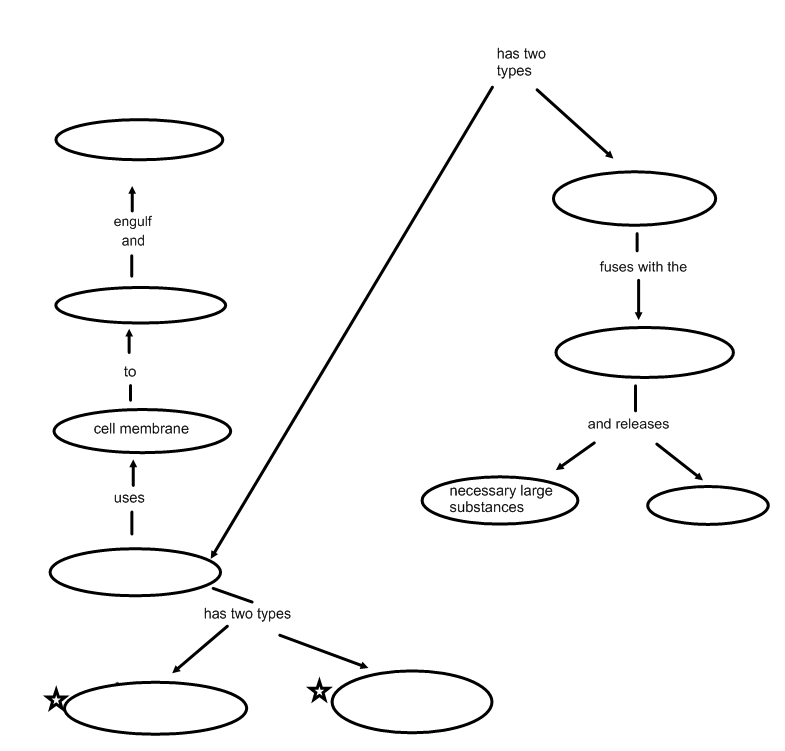 has two
types
engulf
and
fuses with the
to
cell membrane
and releases
uses
necessary large
substances
has two types